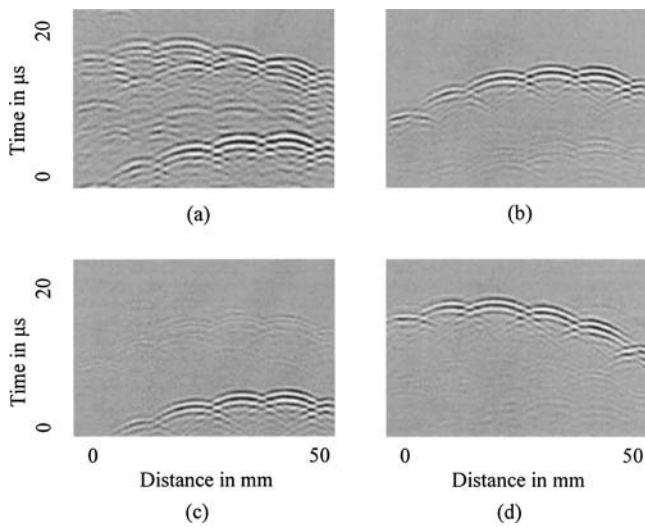 20
Time in μs
0
(a)
(b)
20
Time in μs
0
0
50
0
50
Distance in mm
Distance in mm
(c)
(d)